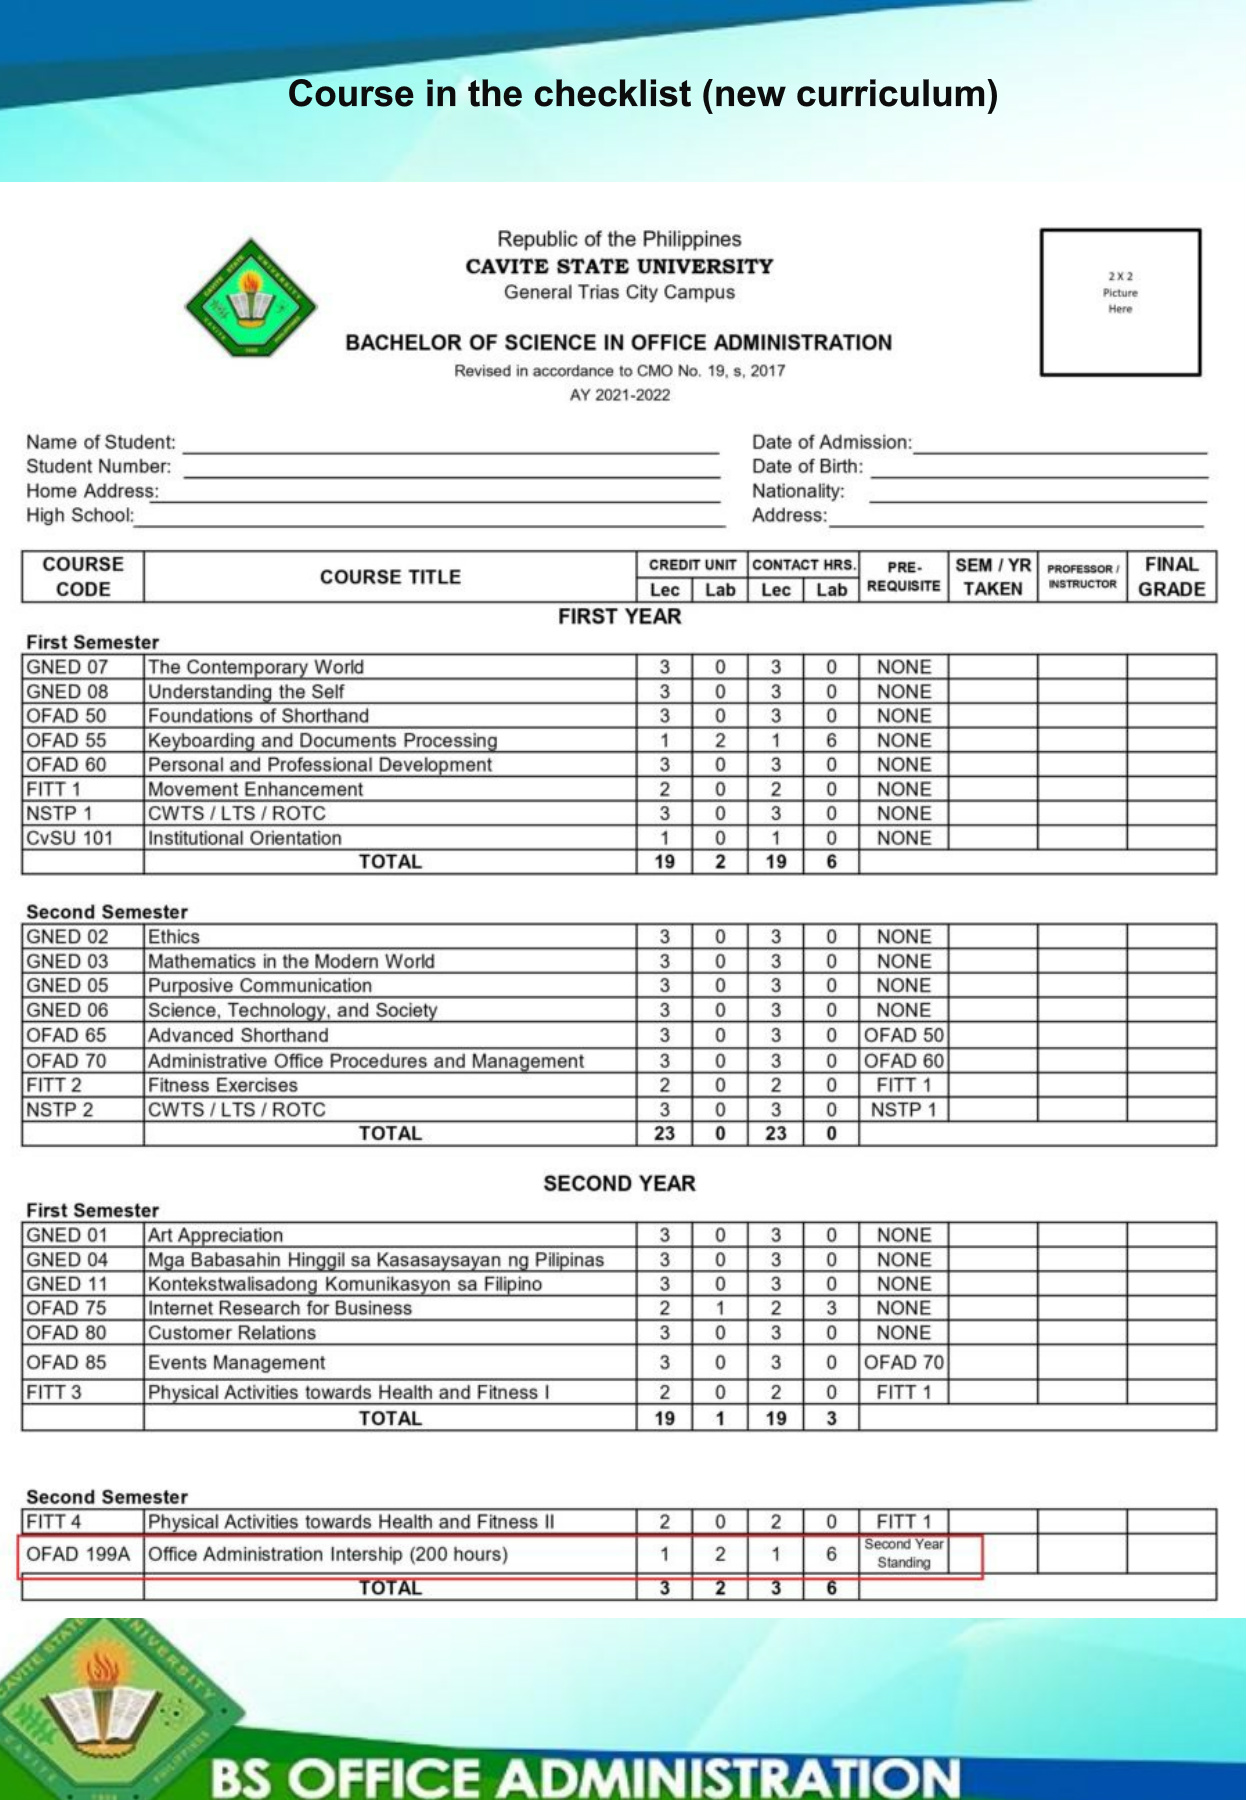 Course in the checklist (new curriculum)
Republic of the Philippines
CAVITE STATE UNIVERSITY
General Trias City Campus
2 X 2
Picture
Here
BACHELOR OF SCIENCE IN OFFICE ADMINISTRATION
Revised in accordance to CMO No. 19, s, 2017
AY 2021-2022
Name of Student: Date of Admission:
Student Number: Date of Birth:
Home Address: Nationality:
High School: Address:
COURSE CODE COURSE TITLE CREDIT UNIT Lec Lab CONTACT HRS. Lec Lab PRE-REQUISITE SEM / YR TAKEN PROFESSOR / INSTRUCTOR FINAL GRADE
FIRST YEAR
First Semester
GNED 07 The Contemporary World 3 0 3 0 NONE
GNED 08 Understanding the Self 3 0 3 0 NONE
OFAD 50 Foundations of Shorthand 3 0 3 0 NONE
OFAD 55 Keyboarding and Documents Processing 1 2 1 6 NONE
OFAD 60 Personal and Professional Development 3 0 3 0 NONE
FITT 1 Movement Enhancement 2 0 2 0 NONE
NSTP 1 CWTS / LTS / ROTC 3 0 3 0 NONE
CvSU 101 Institutional Orientation 1 0 1 0 NONE
TOTAL 19 2 19 6
Second Semester
GNED 02 Ethics 3 0 3 0 NONE
GNED 03 Mathematics in the Modern World 3 0 3 0 NONE
GNED 05 Purposive Communication 3 0 3 0 NONE
GNED 06 Science, Technology, and Society 3 0 3 0 NONE
OFAD 65 Advanced Shorthand 3 0 3 0 OFAD 50
OFAD 70 Administrative Office Procedures and Management 3 0 3 0 OFAD 60
FITT 2 Fitness Exercises 2 0 2 0 FITT 1
NSTP 2 CWTS / LTS / ROTC 3 0 3 0 NSTP 1
TOTAL 23 0 23 0
SECOND YEAR
First Semester
GNED 01 Art Appreciation 3 0 3 0 NONE
GNED 04 Mga Babasahin Hinggil sa Kasasaysayan ng Pilipinas 3 0 3 0 NONE
GNED 11 Kontekstwalisadong Komunikasyon sa Filipino 3 0 3 0 NONE
OFAD 75 Internet Research for Business 2 1 2 3 NONE
OFAD 80 Customer Relations 3 0 3 0 NONE
OFAD 85 Events Management 3 0 3 0 OFAD 70
FITT 3 Physical Activities towards Health and Fitness I 2 0 2 0 FITT 1
TOTAL 19 1 19 3
Second Semester
FITT 4 Physical Activities towards Health and Fitness II 2 0 2 0 FITT 1
OFAD 199A Office Administration Intership (200 hours) 1 2 1 6 Second Year Standing
TOTAL 3 2 3 6
CAVITE STATE UNIVERSITY
CAVITE PHILIPPINES
BS OFFICE ADMINISTRATION